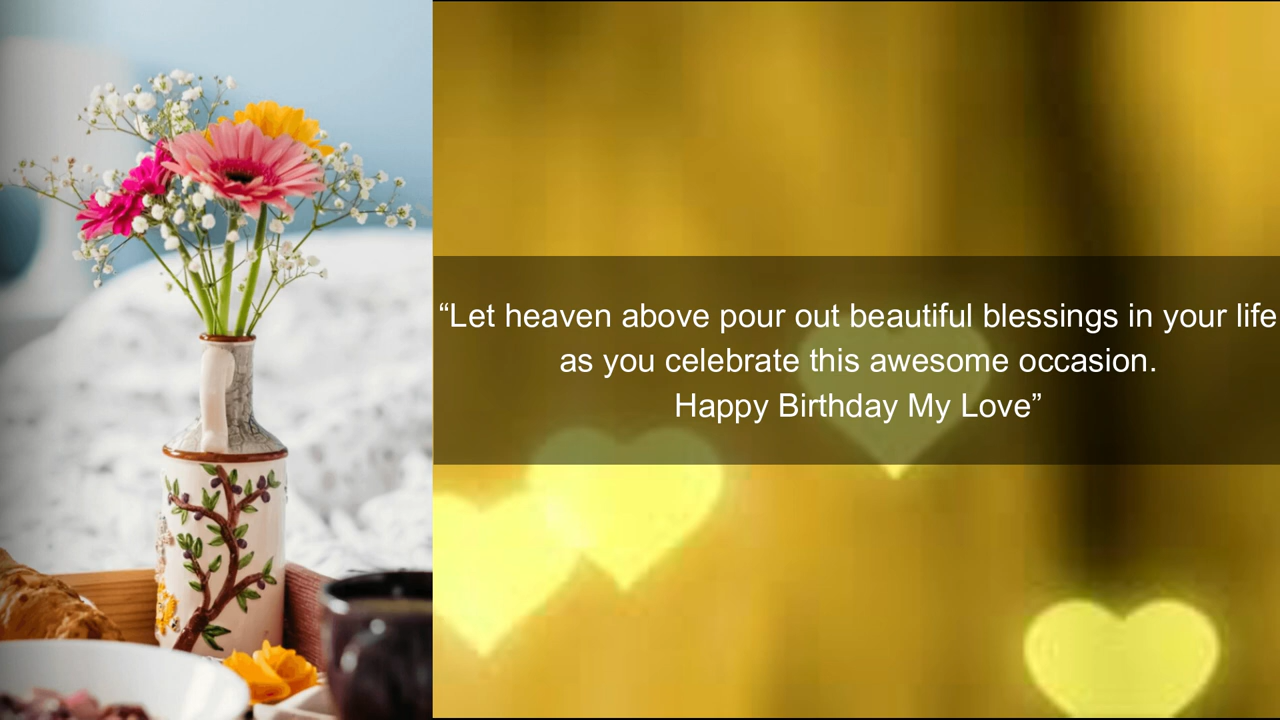 “Let heaven above pour out beautiful blessings in your life
as you celebrate this awesome occasion.
Happy Birthday My Love”